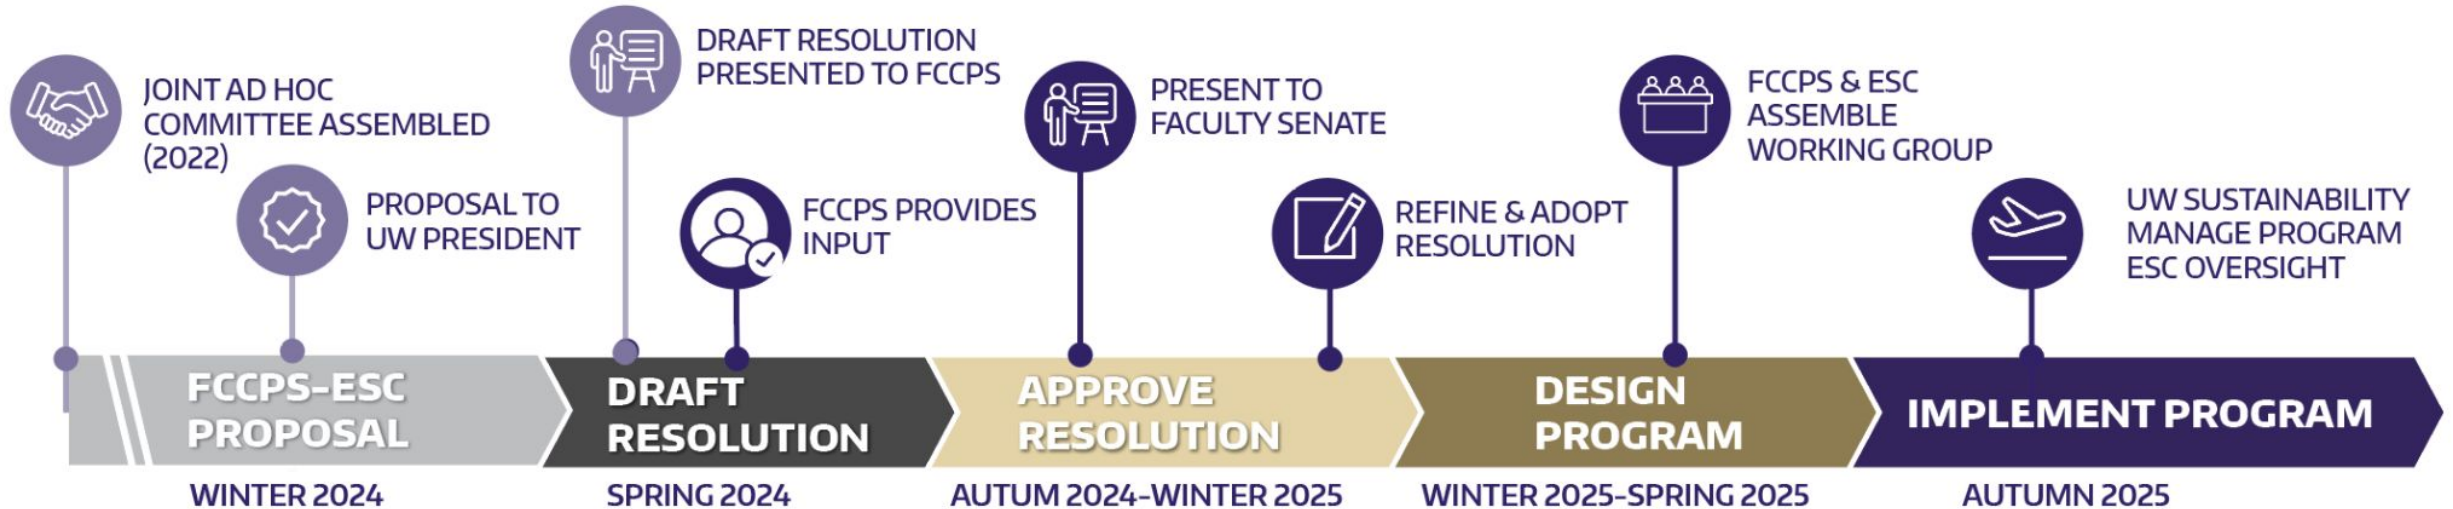 JOINT AD HOC
COMMITTEE ASSEMBLED
(2022)
PROPOSAL TO
UW PRESIDENT
DRAFT RESOLUTION
PRESENTED TO FCCPS
FCCPS PROVIDES
INPUT
PRESENT TO
FACULTY SENATE
REFINE & ADOPT
RESOLUTION
FCCPS & ESC
ASSEMBLE
WORKING GROUP
UW SUSTAINABILITY
MANAGE PROGRAM
ESC OVERSIGHT
FCCPS-ESC
PROPOSAL
DRAFT
RESOLUTION
APPROVE
RESOLUTION
DESIGN
PROGRAM
IMPLEMENT PROGRAM
WINTER 2024
SPRING 2024
AUTUM 2024-WINTER 2025
WINTER 2025-SPRING 2025
AUTUMN 2025